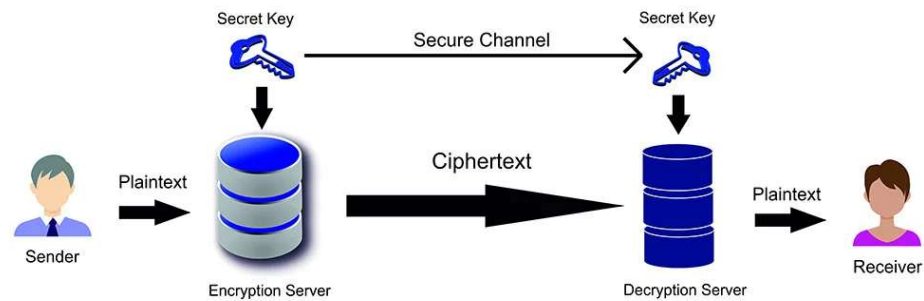 Secret Key
Secret Key
Secure Channel
Ciphertext
Plaintext
Plaintext
Sender
Receiver
Encryption Server
Decryption Server